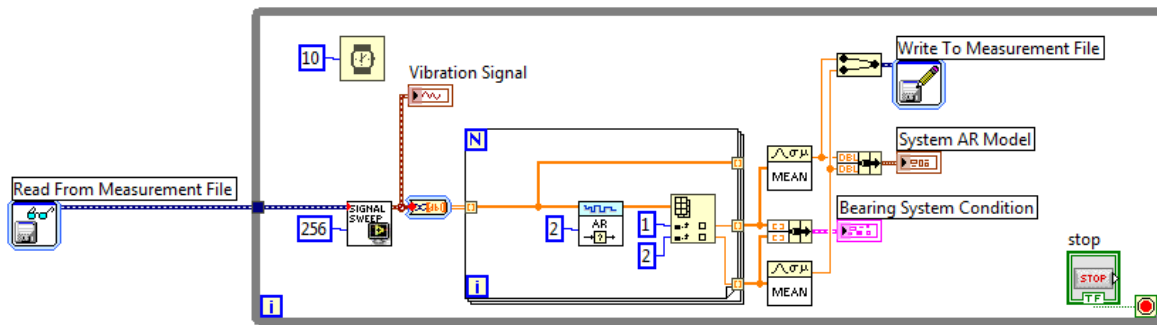 10
Vibration Signal
Write To Measurement File
N
System AR Model
DBL
DBL
MEAN
Read From Measurement File
SIGNAL
SWEEP
256
AR
2
1
2
Bearing System Condition
stop
STOP
TF
MEAN
i
i